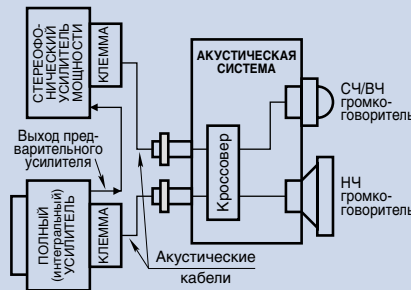 СТЕРЕОФО-
НИЧЕСКИЙ
УСИЛИТЕЛЬ
МОЩНОСТИ
КЛЕММА
АКУСТИЧЕСКАЯ
СИСТЕМА
СЧ/ВЧ
громко-
говоритель
Кроссовер
Выход пред-
варительного
усилителя
НЧ
громко-
говоритель
ПОЛНЫЙ
(интегральный)
УСИЛИТЕЛЬ
КЛЕММА
Акустические
кабели